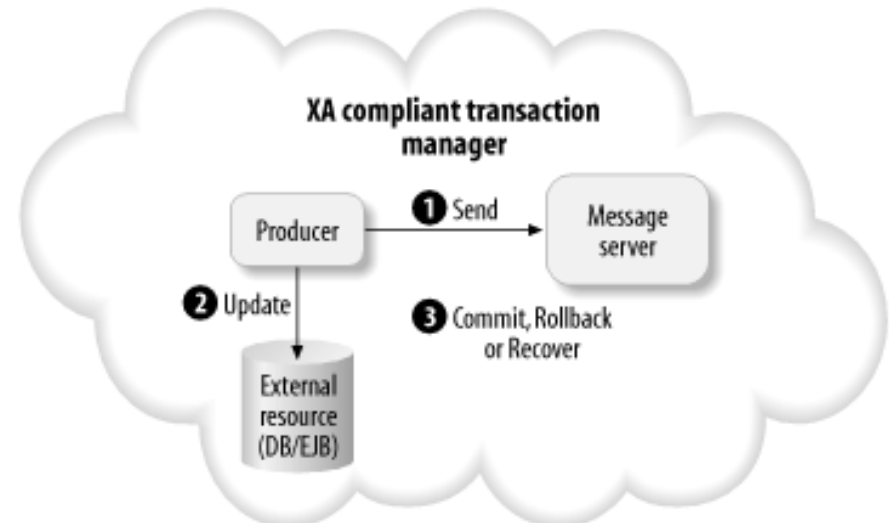 XA compliant transaction
manager
Producer
1 Send
Message
server
2 Update
3 Commit, Rollback
or Recover
External
resource
(DB/EJB)